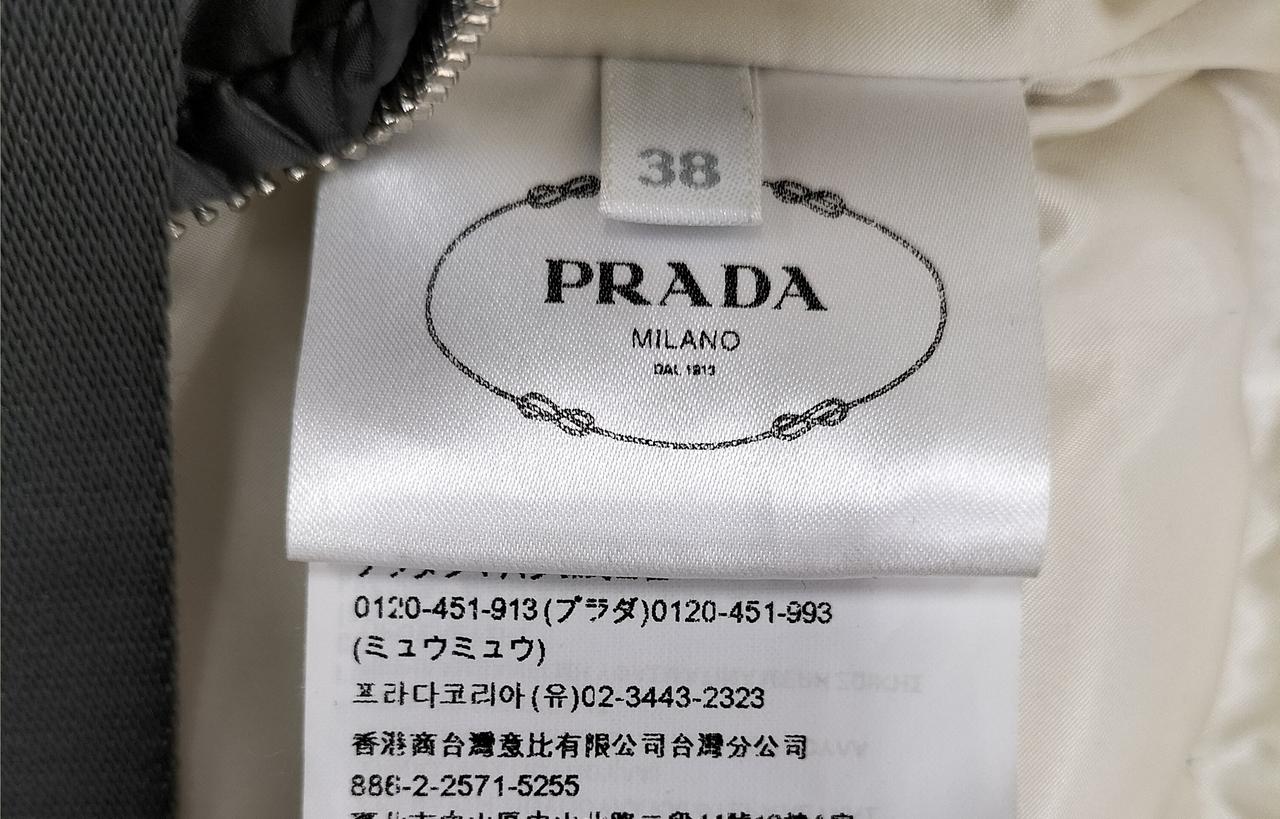 38
PRADA
MILANO
DAL 1913
0120-451-913(プラダ)0120-451-993
(ミュウミュウ)
프라다코리아(유)02-3443-2323
香港商台灣意比有限公司台灣分公司
886-2-2571-5255